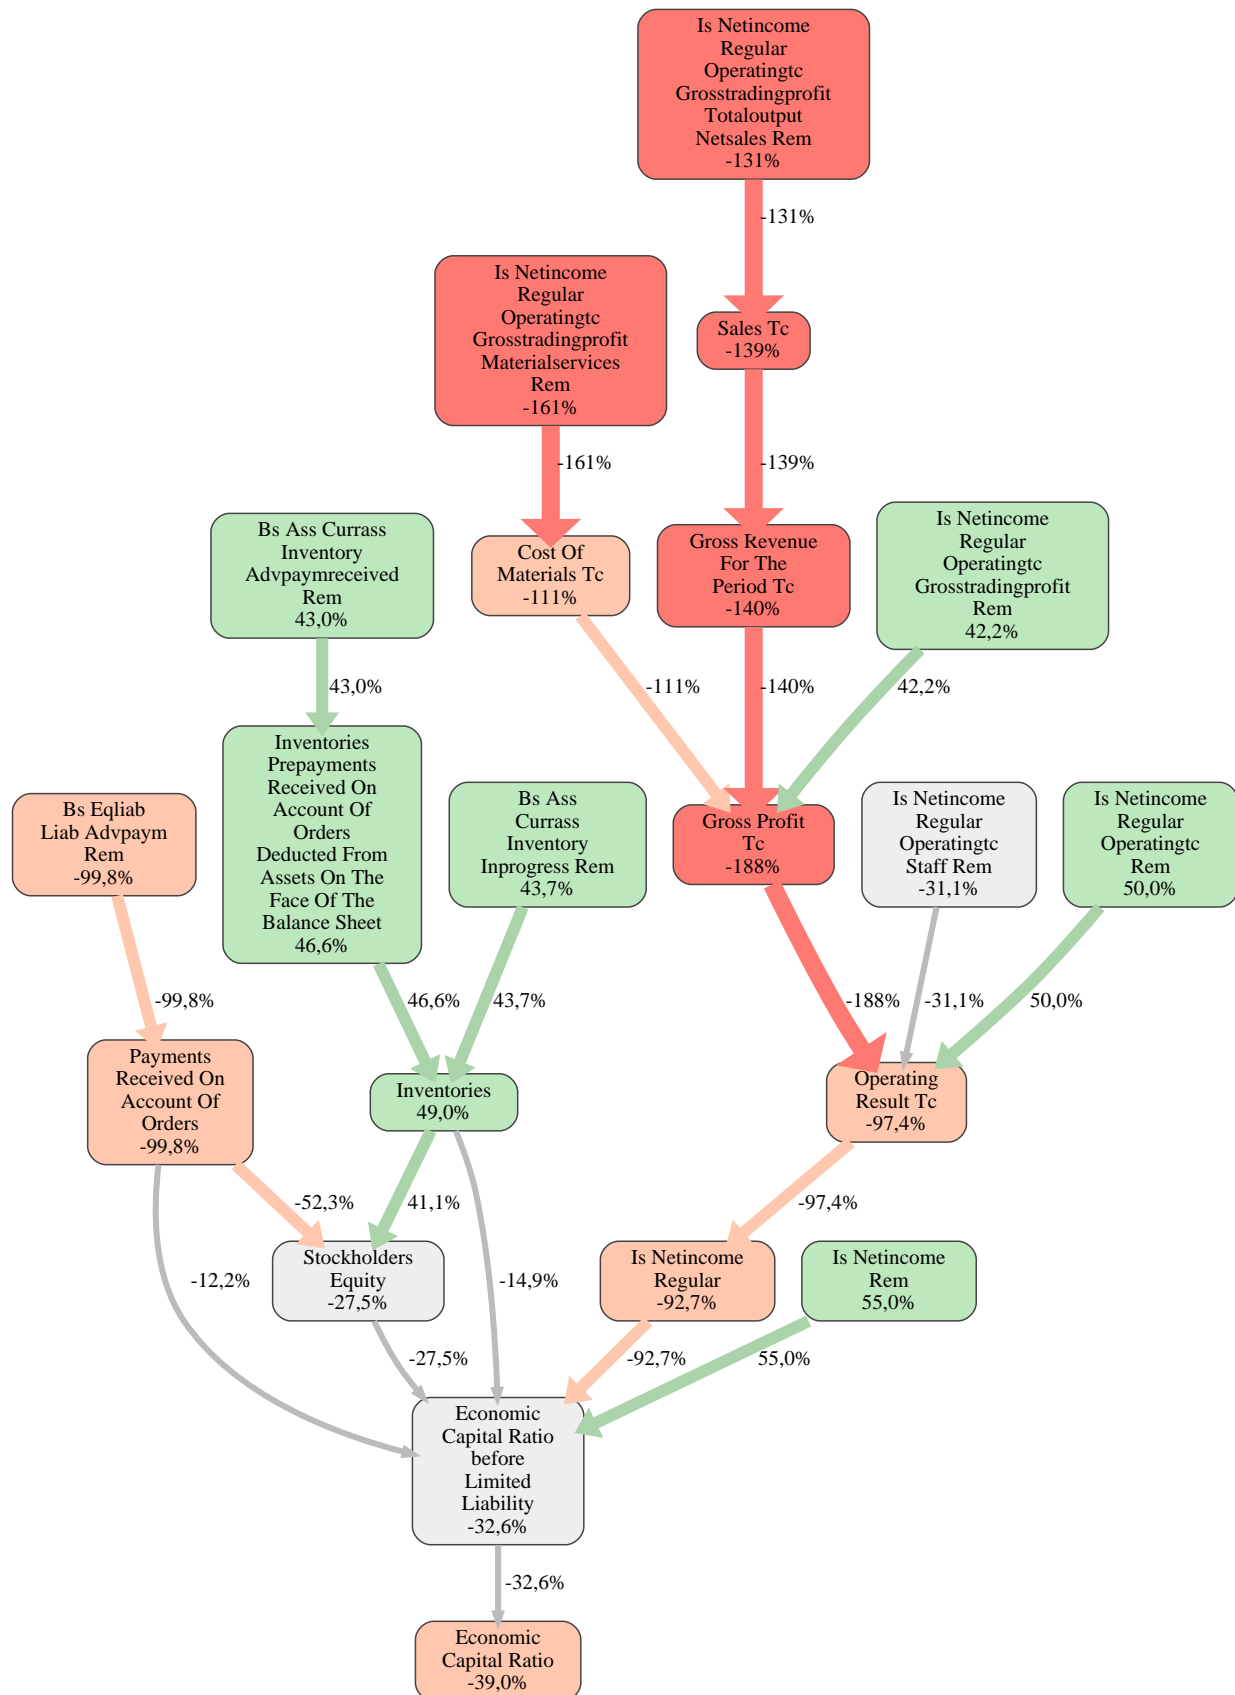 Is Netincome
Regular
Operatingtc
Grosstradingprofit
Totaloutput
Netsales Rem
-131%
-131%
Is Netincome
Regular
Operatingtc
Grosstradingprofit
Materialservices
Rem
-161%
Sales Tc
-139%
-161%
-139%
Bs Ass Currass
Inventory
Advpaymreceived
Rem
43,0%
Cost Of
Materials Tc
-111%
Gross Revenue
For The
Period Tc
-140%
Is Netincome
Regular
Operatingtc
Grosstradingprofit
Rem
42,2%
43,0%
-111%
-140%
42,2%
Bs Eqliab
Liab Advpaym
Rem
-99,8%
Inventories
Prepayments
Received On
Account Of
Orders
Deducted From
Assets On The
Face Of The
Balance Sheet
46,6%
Bs Ass
Currass
Inventory
Inprogress Rem
43,7%
Gross Profit
Tc
-188%
Is Netincome
Regular
Operatingtc
Staff Rem
-31,1%
Is Netincome
Regular
Operatingtc
Rem
50,0%
-99,8%
46,6%
43,7%
-188%
-31,1%
50,0%
Payments
Received On
Account Of
Orders
-99,8%
Inventories
49,0%
Operating
Result Tc
-97,4%
-52,3%
41,1%
-97,4%
-12,2%
Stockholders
Equity
-27,5%
-14,9%
Is Netincome
Regular
-92,7%
Is Netincome
Rem
55,0%
-27,5%
-92,7%
55,0%
Economic
Capital Ratio
before
Limited
Liability
-32,6%
-32,6%
Economic
Capital Ratio
-39,0%